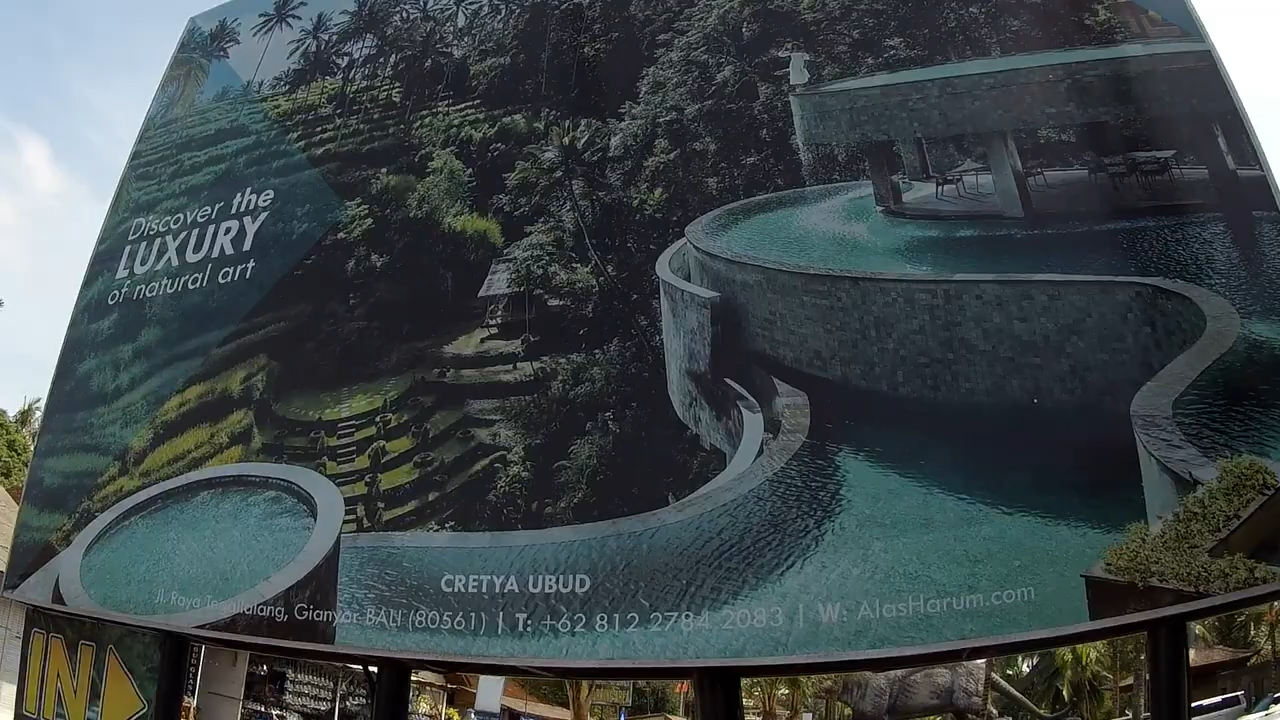 Discover the
LUXURY
of natural art
CRETYA UBUD
Jl. Raya Tegallalang, Gianyar-BALI (80561) | T: +62 812 2784 2083 | W: AlasHarum.com
IN